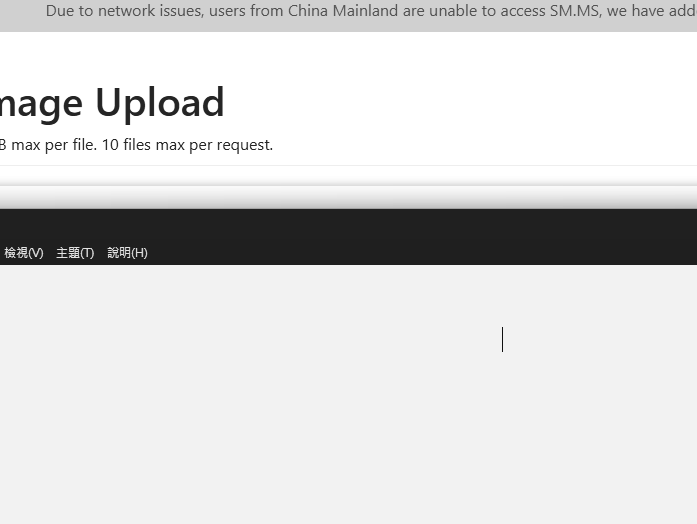 Due to network issues, users from China Mainland are unable to access SM.MS, we have add
mage Upload
B max per file. 10 files max per request.
檢視(V) 主題(T) 說明(H)